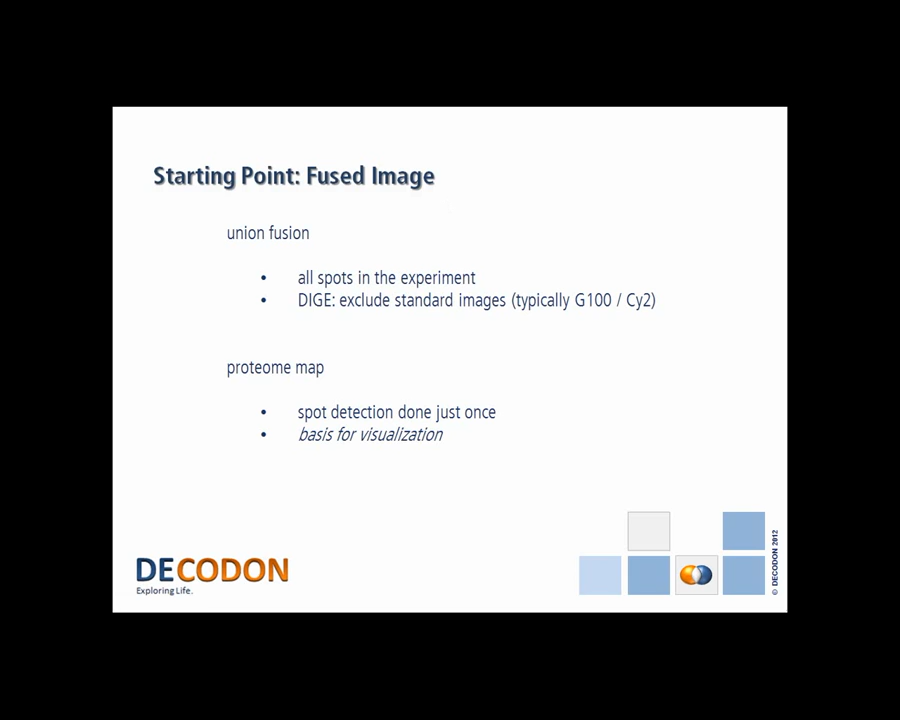 Starting Point: Fused Image
union fusion
• all spots in the experiment
• DIGE: exclude standard images (typically G100 / Cy2)
proteome map
• spot detection done just once
• basis for visualization
DECODON
Exploring Life.
© DECODON 2012